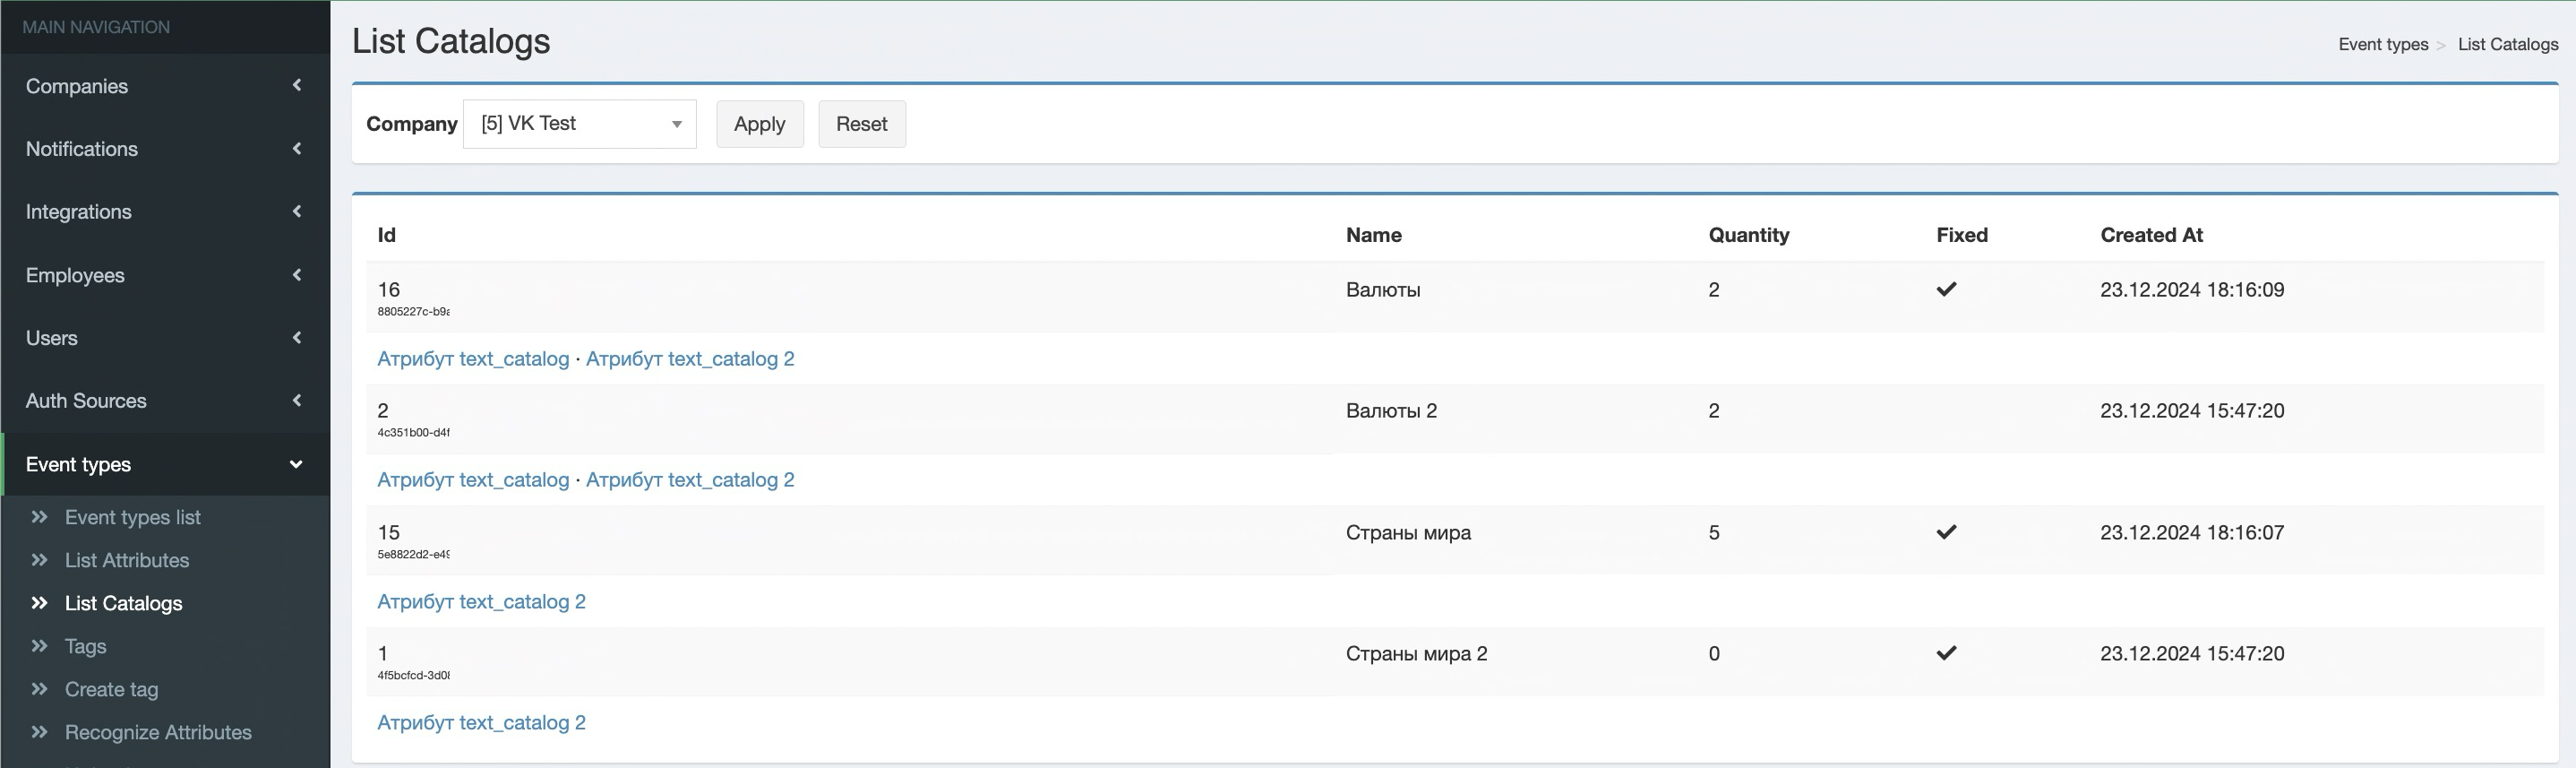 MAIN NAVIGATION
Companies
Notifications
Integrations
Employees
Users
Auth Sources
Event types
Event types list
List Attributes
List Catalogs
Tags
Create tag
Recognize Attributes
List Catalogs
Event types > List Catalogs
Company [5] VK Test Apply Reset
Id Name Quantity Fixed Created At
16 Валюты 2 23.12.2024 18:16:09
8805227c-b9
Атрибут text_catalog · Атрибут text_catalog 2
2 Валюты 2 2 23.12.2024 15:47:20
4c351b00-d4f
Атрибут text_catalog · Атрибут text_catalog 2
15 Страны мира 5 23.12.2024 18:16:07
5e8822d2-e49
Атрибут text_catalog 2
1 Страны мира 2 0 23.12.2024 15:47:20
4f5bcfcd-3d0
Атрибут text_catalog 2